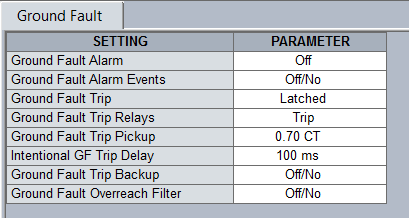 Ground Fault
SETTING PARAMETER
Ground Fault Alarm Off
Ground Fault Alarm Events Off/No
Ground Fault Trip Latched
Ground Fault Trip Relays Trip
Ground Fault Trip Pickup 0.70 CT
Intentional GF Trip Delay 100 ms
Ground Fault Trip Backup Off/No
Ground Fault Overreach Filter Off/No